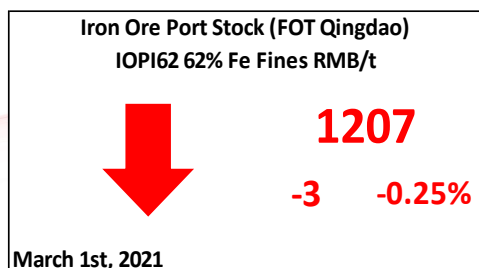 Iron Ore Port Stock (FOT Qingdao)
IOPI62 62% Fe Fines RMB/t
1207
-3 -0.25%
March 1st, 2021